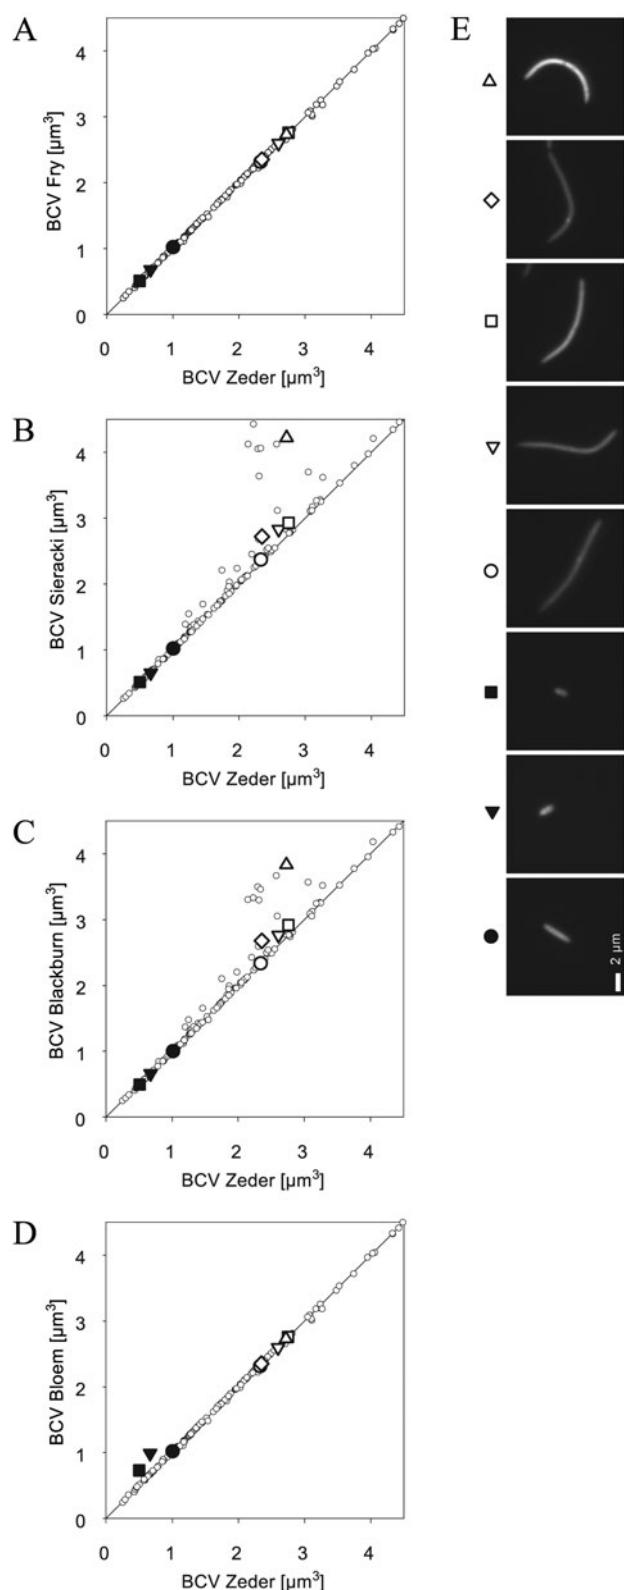 A
BCV Fry [µm³]
4
3
2
1
0
0 1 2 3 4
BCV Zeder [µm³]
B
BCV Sieracki [µm³]
4
3
2
1
0
0 1 2 3 4
BCV Zeder [µm³]
C
BCV Blackburn [µm³]
4
3
2
1
0
0 1 2 3 4
BCV Zeder [µm³]
D
BCV Bloem [µm³]
4
3
2
1
0
0 1 2 3 4
BCV Zeder [µm³]
E
2 µm